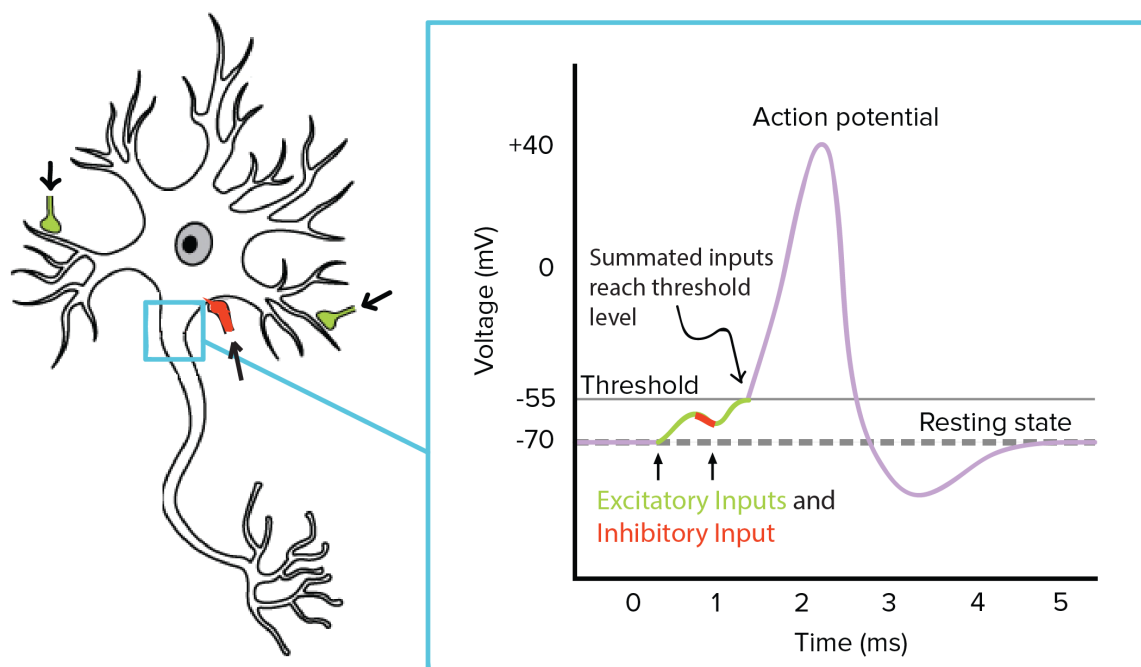 Action potential
+40
Voltage (mV)
0
Summated inputs
reach threshold
level
Threshold
-55
Resting state
-70
Excitatory Inputs and
Inhibitory Input
0 1 2 3 4 5
Time (ms)